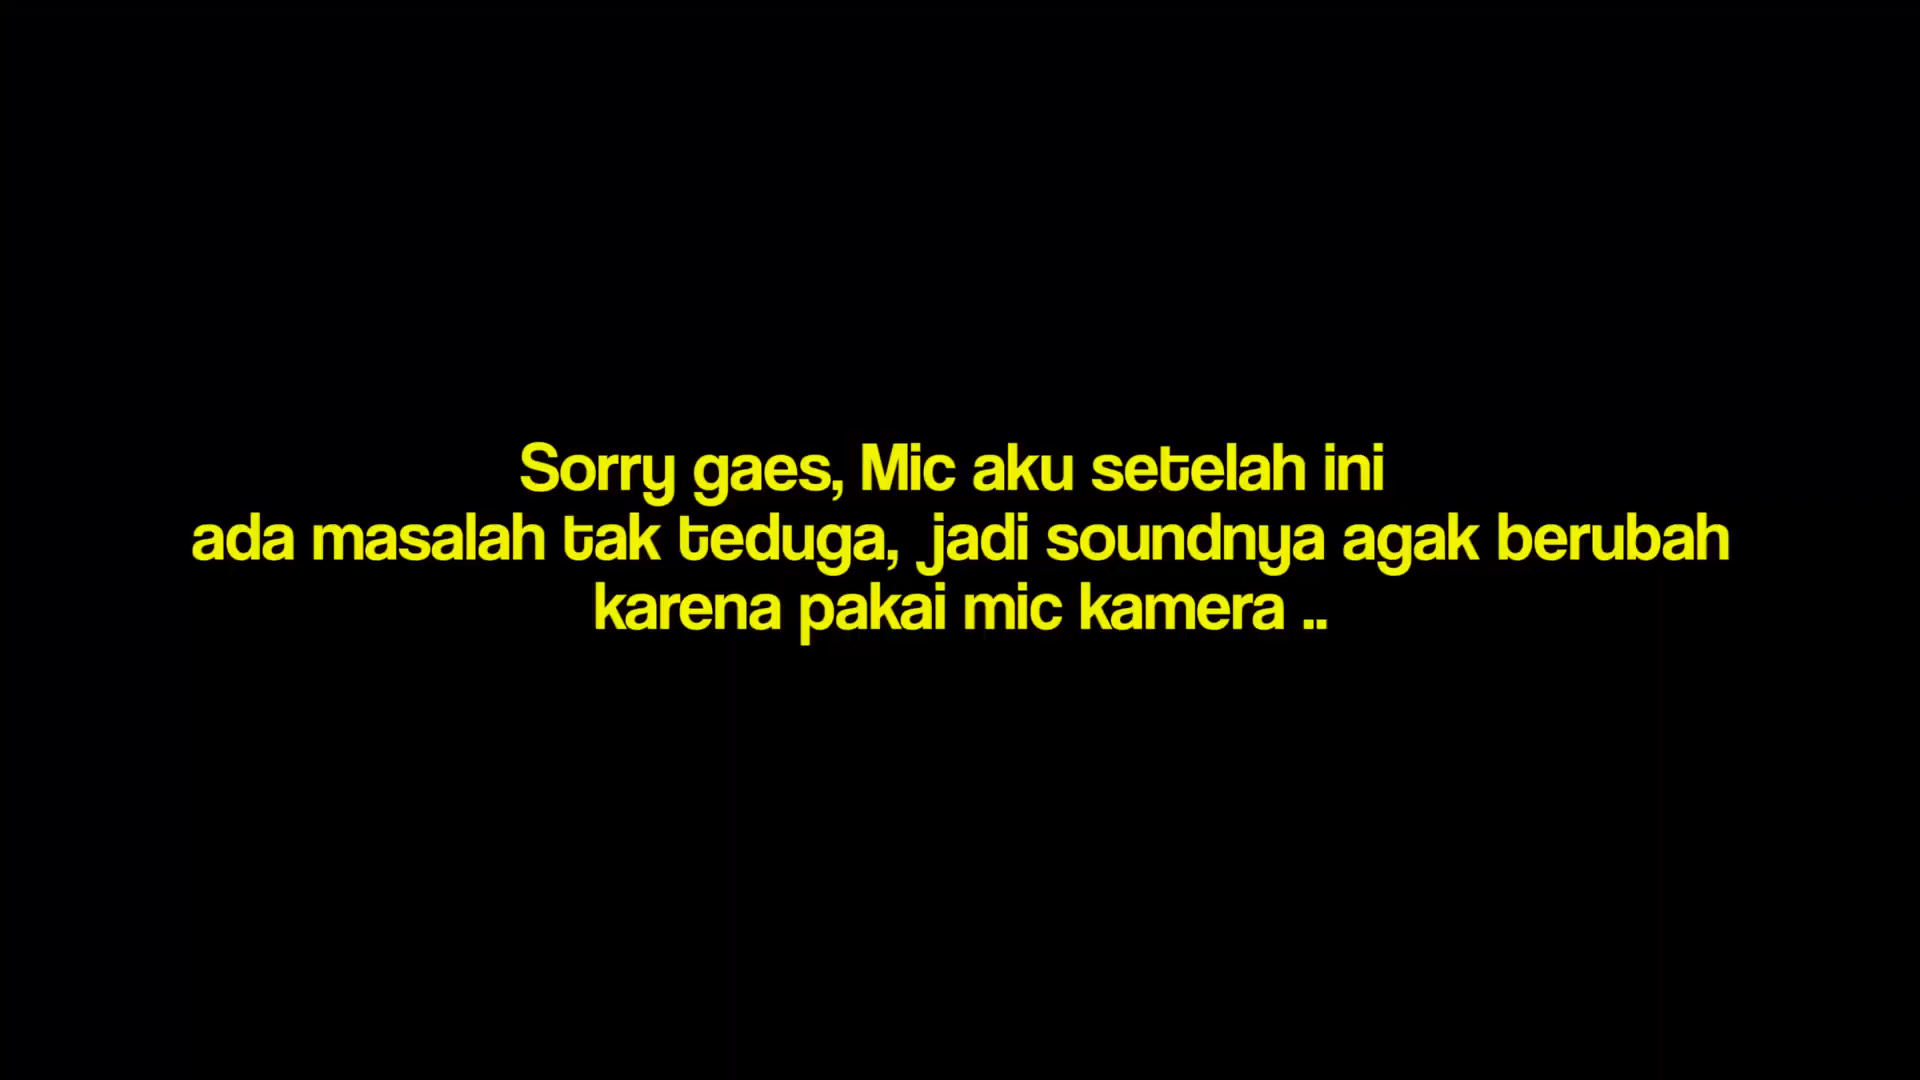 Sorry gaes, Mic aku setelah ini
ada masalah tak teduga, jadi soundnya agak berubah
karena pakai mic kamera ..